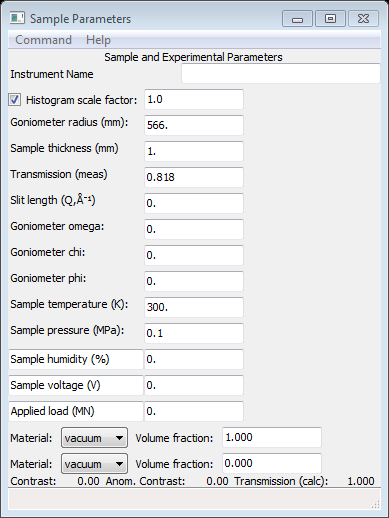 Sample Parameters
Command Help
Sample and Experimental Parameters
Instrument Name
Histogram scale factor: 1.0
Goniometer radius (mm): 566.
Sample thickness (mm) 1.
Transmission (meas) 0.818
Slit length (Q,Å⁻¹) 0.
Goniometer omega: 0.
Goniometer chi: 0.
Goniometer phi: 0.
Sample temperature (K): 300.
Sample pressure (MPa): 0.1
Sample humidity (%) 0.
Sample voltage (V) 0.
Applied load (MN) 0.
Material: vacuum Volume fraction: 1.000
Material: vacuum Volume fraction: 0.000
Contrast: 0.00 Anom. Contrast: 0.00 Transmission (calc): 1.000